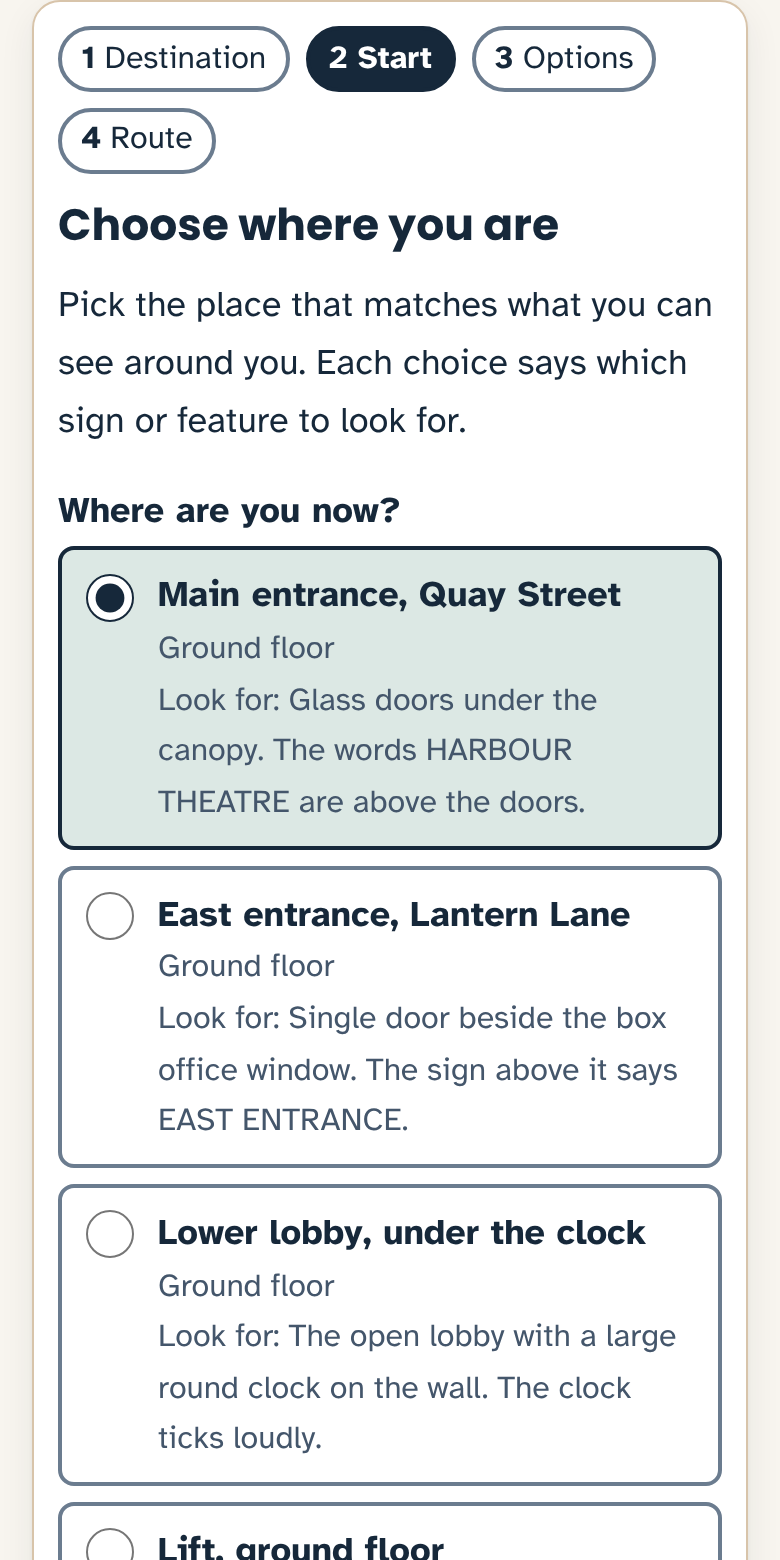 1 Destination
2 Start
3 Options
4 Route
Choose where you are
Pick the place that matches what you can
see around you. Each choice says which
sign or feature to look for.
Where are you now?
Main entrance, Quay Street
Ground floor
Look for: Glass doors under the
canopy. The words HARBOUR
THEATRE are above the doors.
East entrance, Lantern Lane
Ground floor
Look for: Single door beside the box
office window. The sign above it says
EAST ENTRANCE.
Lower lobby, under the clock
Ground floor
Look for: The open lobby with a large
round clock on the wall. The clock
ticks loudly.
Lift, ground floor